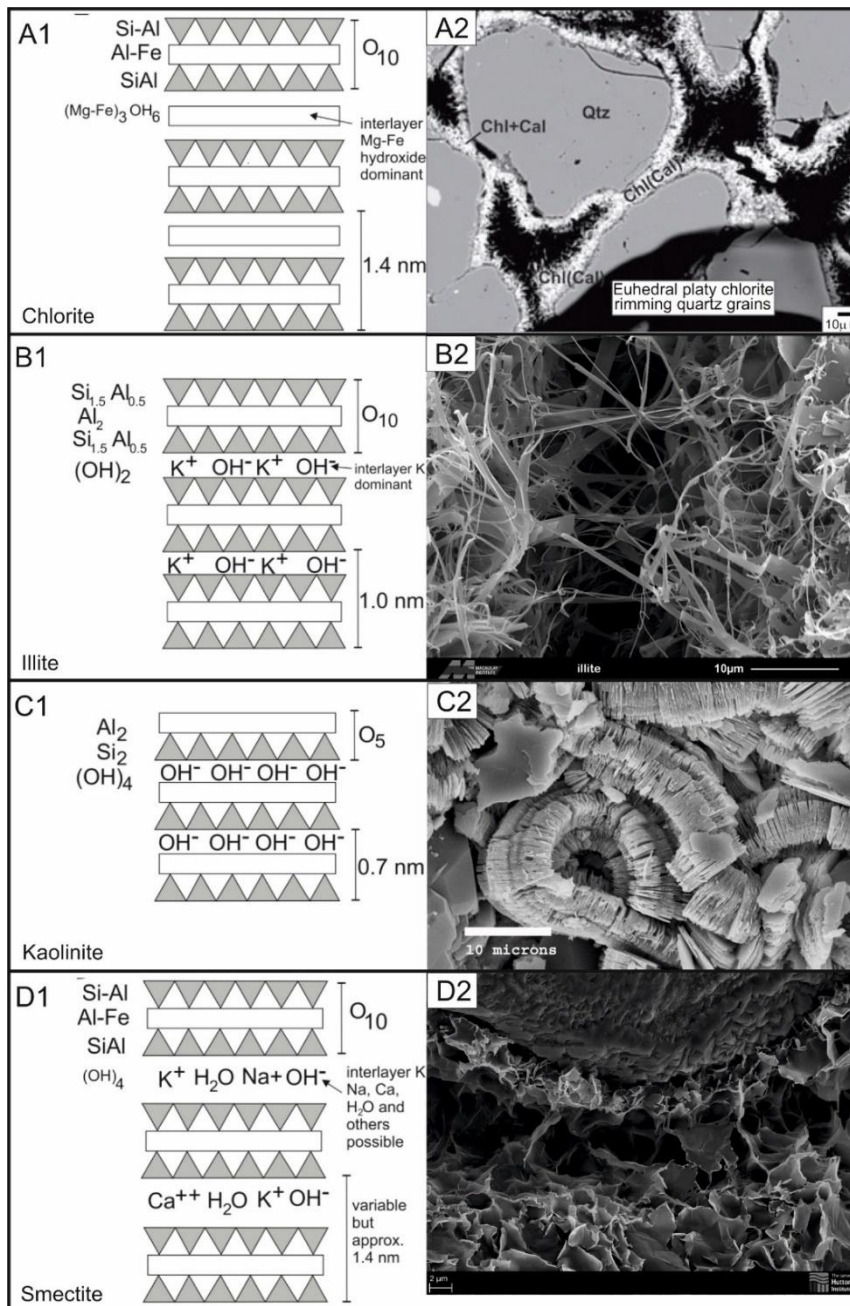 A1
Si-Al
Al-Fe
SiAl
O10
(Mg-Fe)3 OH6
interlayer
Mg-Fe
hydroxide
dominant
1.4 nm
Chlorite
A2
Qtz
Chl+Cal
Chl(Cal)
Chl(Cal)
Euhedral platy chlorite
rimming quartz grains
10µ
B1
Si1.5 Al0.5
Al2
Si1.5 Al0.5
(OH)2
O10
K+ OH- K+ OH-
interlayer K
dominant
K+ OH- K+ OH-
1.0 nm
Illite
B2
THE MACAULAY
INSTITUTE
illite
10µm
C1
Al2
Si2
(OH)4
O5
OH- OH- OH- OH-
OH- OH- OH- OH-
0.7 nm
Kaolinite
C2
10 microns
D1
Si-Al
Al-Fe
SiAl
(OH)4
O10
K+ H2O Na+ OH-
interlayer K
Na, Ca,
H2O and
others
possible
Ca++ H2O K+ OH-
variable
but
approx.
1.4 nm
Smectite
D2
2 µm
Hutton
Institute